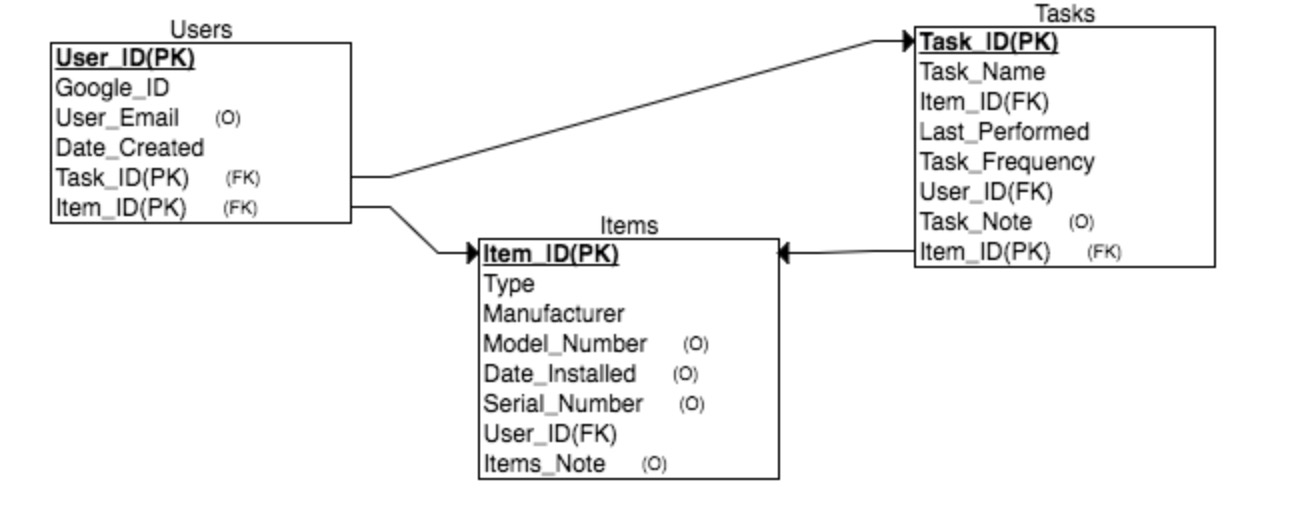 Users
User_ID(PK)
Google_ID
User_Email (O)
Date_Created
Task_ID(PK) (FK)
Item_ID(PK) (FK)
Tasks
Task_ID(PK)
Task_Name
Item_ID(FK)
Last_Performed
Task_Frequency
User_ID(FK)
Task_Note (O)
Item_ID(PK) (FK)
Items
Item_ID(PK)
Type
Manufacturer
Model_Number (O)
Date_Installed (O)
Serial_Number (O)
User_ID(FK)
Items_Note (O)